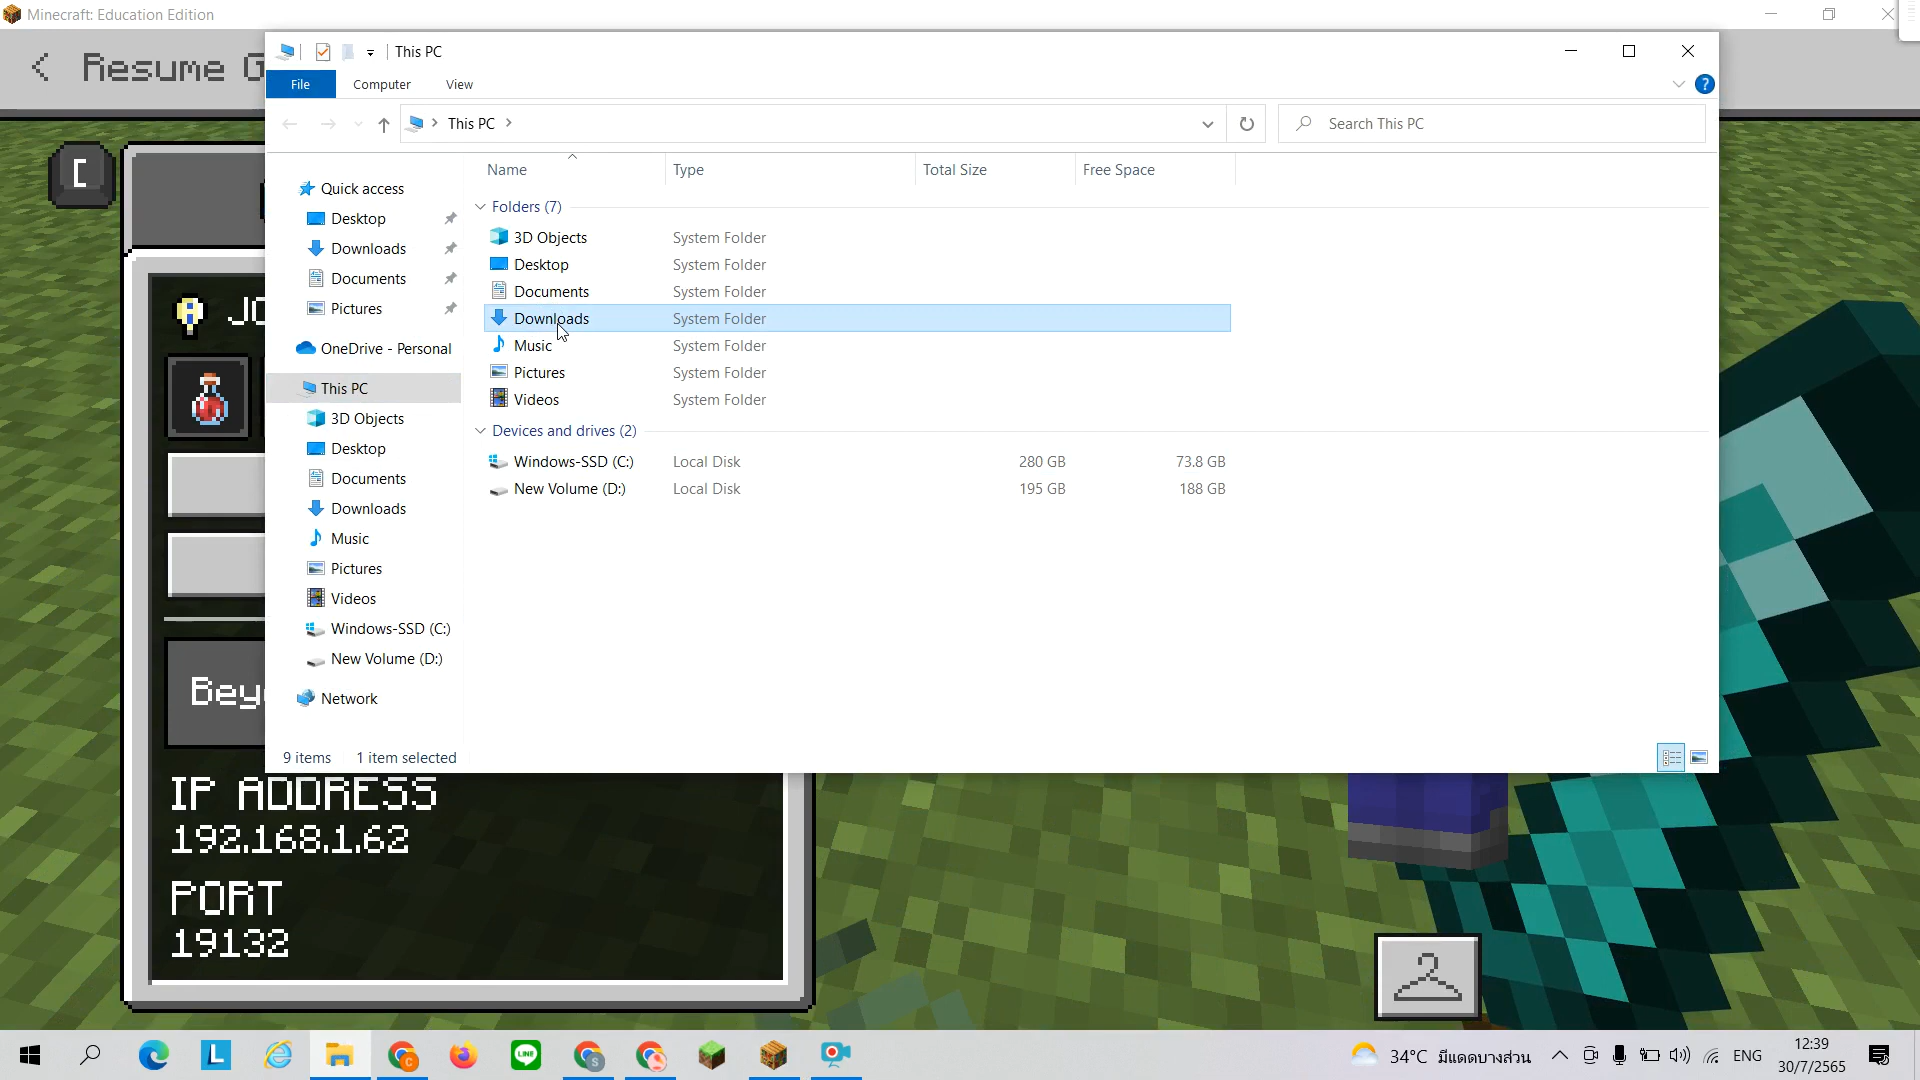 Minecraft: Education Edition
Resume G
This PC
File
Computer
View
This PC
Search This PC
Name
Type
Total Size
Free Space
Quick access
Desktop
Downloads
Documents
Pictures
OneDrive - Personal
This PC
3D Objects
Desktop
Documents
Downloads
Music
Pictures
Videos
Windows-SSD (C:)
New Volume (D:)
Network
Folders (7)
3D Objects System Folder
Desktop System Folder
Documents System Folder
Downloads System Folder
Music System Folder
Pictures System Folder
Videos System Folder
Devices and drives (2)
Windows-SSD (C:) Local Disk 280 GB 73.8 GB
New Volume (D:) Local Disk 195 GB 188 GB
9 items 1 item selected
[
JO
Bey
IP ADDRESS
192.168.1.62
PORT
19132
L
LINE
C
S
34°C มีแดดบางส่วน
ENG
12:39
30/7/2565